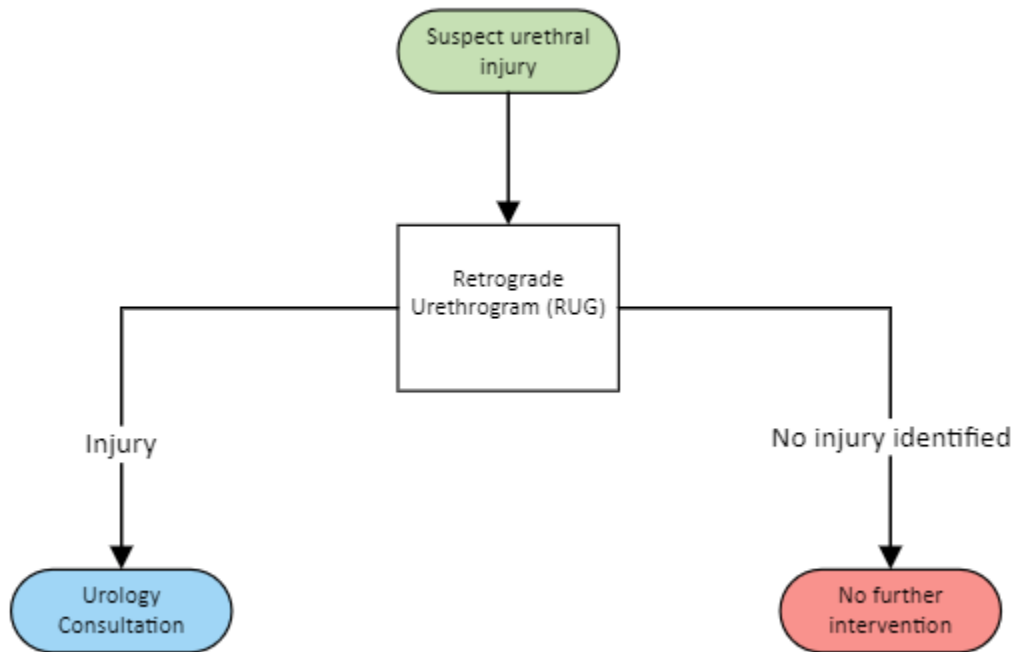 Suspect urethral
injury
Retrograde
Urethrogram (RUG)
Injury
No injury identified
Urology
Consultation
No further
intervention